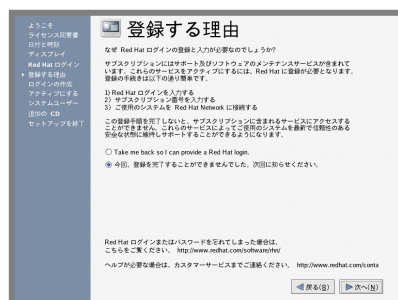 ようこそ
ライセンス同意書
日付と時刻
ディスプレイ
Red Hat ログイン
登録する理由
ログインの作成
アクティブにする
システムユーザー
追加の CD
セットアップを終了
登録する理由
なぜ Red Hat ログインの登録と入力が必要なのでしょうか?
サブスクリプションにはサポート及びソフトウェアのメンテナンスサービスが含まれて
います。これらのサービスをアクティブにするには、Red Hat に登録が必要となります。
登録の手続きは以下の通り簡単です。
1) Red Hat ログインを入力する
2) サブスクリプション番号を入力する
3) ご使用のシステムを Red Hat Network に接続する
この登録手順を完了しないと、サブスクリプションに含まれるサービスにアクセスする
ことができません。これらのサービスによってご使用のシステムを最新で信頼性のある
安全な状態に維持しサポートすることができるようになります。
Take me back so I can provide a Red Hat login.
今回、登録を完了することができませんでした。次回に知らせください。
Red Hat ログインまたはパスワードを忘れてしまった場合は、
こちらをご覧ください。 http://www.redhat.com/software/rhn/
ヘルプが必要な場合は、カスタマーサービスまでご連絡ください。 http://www.redhat.com/conta
戻る(B)
次へ(N)